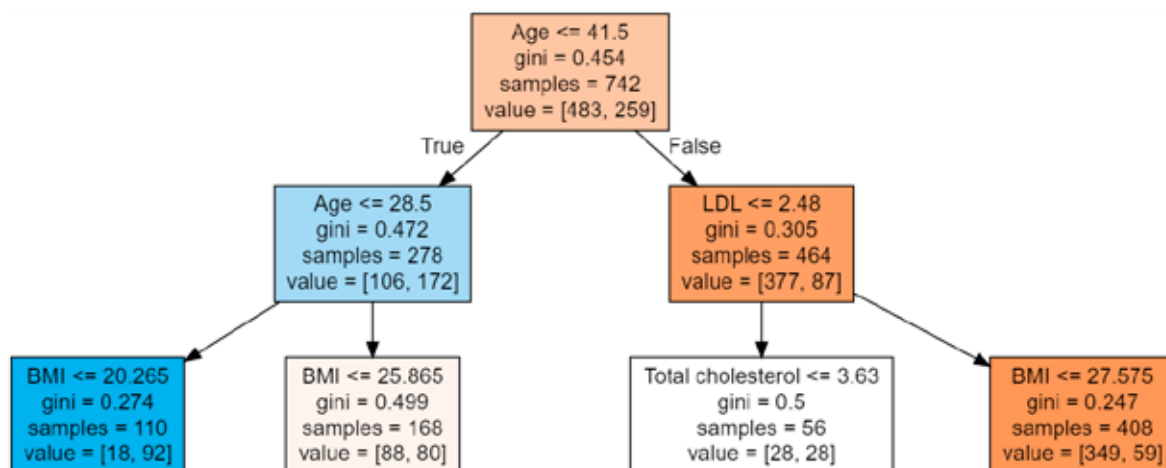 Age <= 41.5
gini = 0.454
samples = 742
value = [483, 259]
True
False
Age <= 28.5
gini = 0.472
samples = 278
value = [106, 172]
LDL <= 2.48
gini = 0.305
samples = 464
value = [377, 87]
BMI <= 20.265
gini = 0.274
samples = 110
value = [18, 92]
BMI <= 25.865
gini = 0.499
samples = 168
value = [88, 80]
Total cholesterol <= 3.63
gini = 0.5
samples = 56
value = [28, 28]
BMI <= 27.575
gini = 0.247
samples = 408
value = [349, 59]